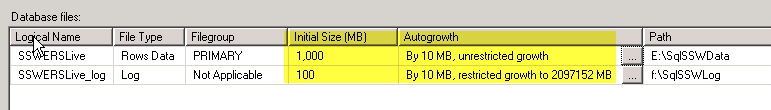 Database files:
Logical Name File Type Filegroup Initial Size (MB) Autogrowth Path
SSWERSLive Rows Data PRIMARY 1,000 By 10 MB, unrestricted growth ... E:\SqlSSWData
SSWERSLive_log Log Not Applicable 100 By 10 MB, restricted growth to 2097152 MB ... f:\SqlSSWLog